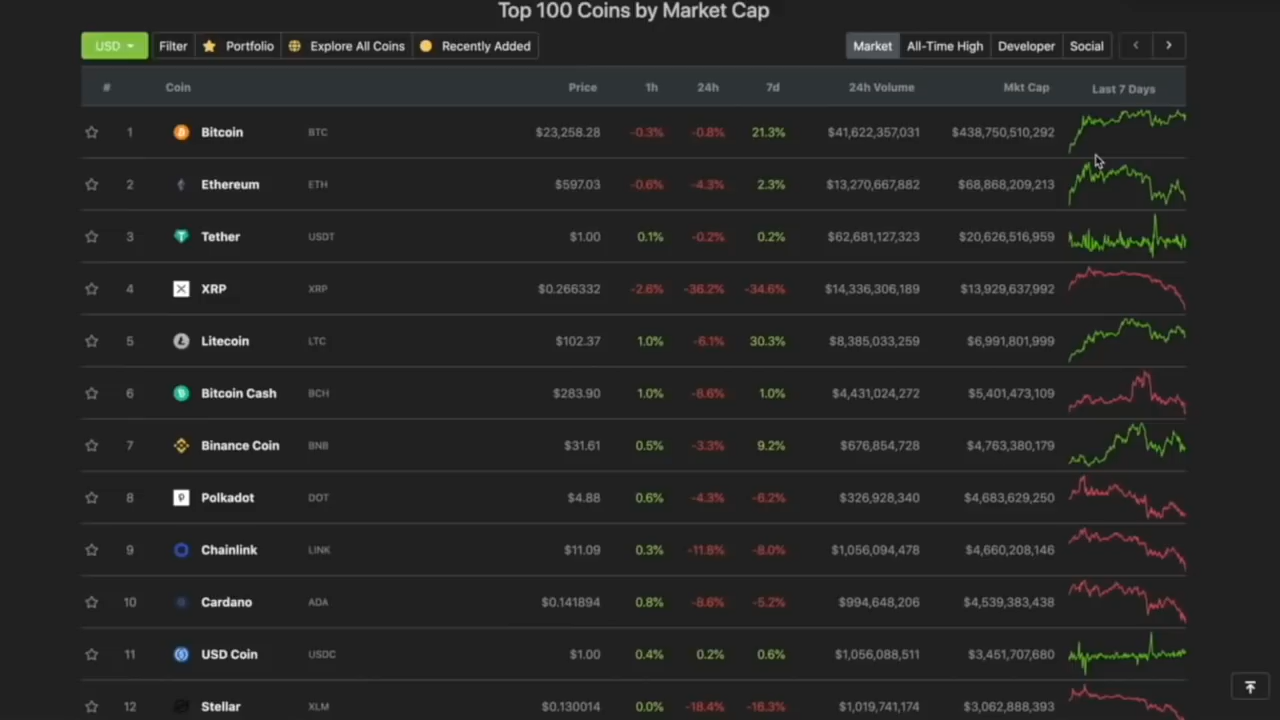 Top 100 Coins by Market Cap
USD Filter Portfolio Explore All Coins Recently Added Market All-Time High Developer Social
# Coin Price 1h 24h 7d 24h Volume Mkt Cap Last 7 Days
1 Bitcoin BTC $23,258.28 -0.3% -0.8% 21.3% $41,622,357,031 $438,750,510,292
2 Ethereum ETH $597.03 -0.6% -4.3% 2.3% $13,270,667,882 $68,868,209,213
3 Tether USDT $1.00 0.1% -0.2% 0.2% $62,681,127,323 $20,626,516,959
4 XRP XRP $0.266332 -2.6% -36.2% -34.6% $14,336,306,189 $13,929,637,992
5 Litecoin LTC $102.37 1.0% -6.1% 30.3% $8,385,033,259 $6,991,801,999
6 Bitcoin Cash BCH $283.90 1.0% -8.6% 1.0% $4,431,024,272 $5,401,473,109
7 Binance Coin BNB $31.61 0.5% -3.3% 9.2% $676,854,728 $4,763,380,179
8 Polkadot DOT $4.88 0.6% -4.3% -6.2% $326,928,340 $4,683,629,250
9 Chainlink LINK $11.09 0.3% -11.8% -8.0% $1,056,094,478 $4,660,208,146
10 Cardano ADA $0.141894 0.8% -8.6% -5.2% $994,648,206 $4,539,383,438
11 USD Coin USDC $1.00 0.4% 0.2% 0.6% $1,056,088,511 $3,451,707,680
12 Stellar XLM $0.130014 0.0% -18.4% -16.3% $1,019,741,174 $3,062,888,393